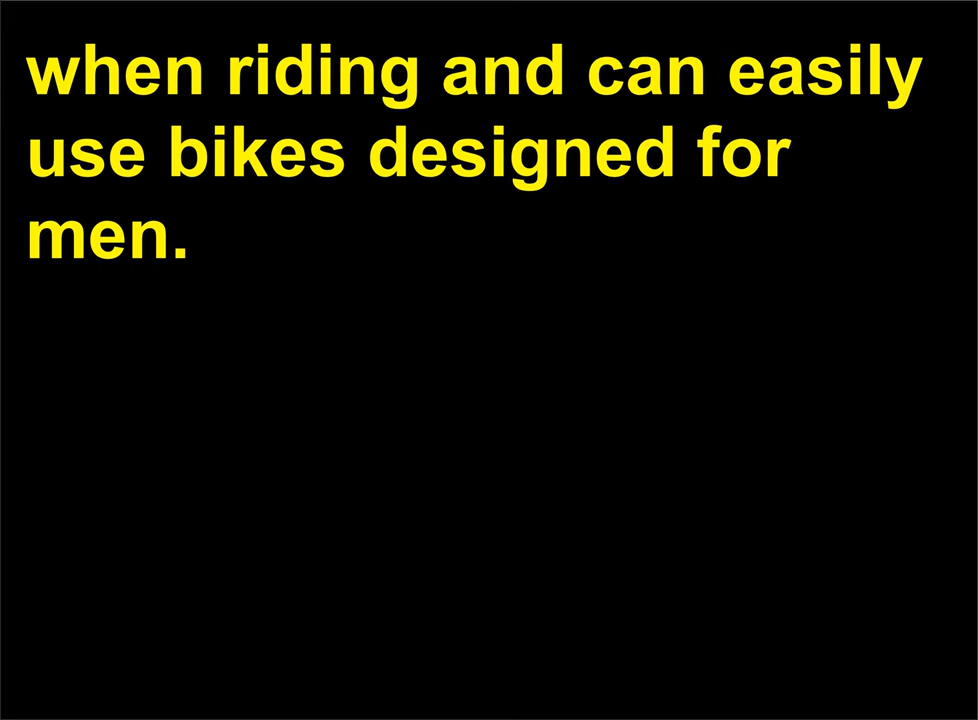 when riding and can easily
use bikes designed for
men.